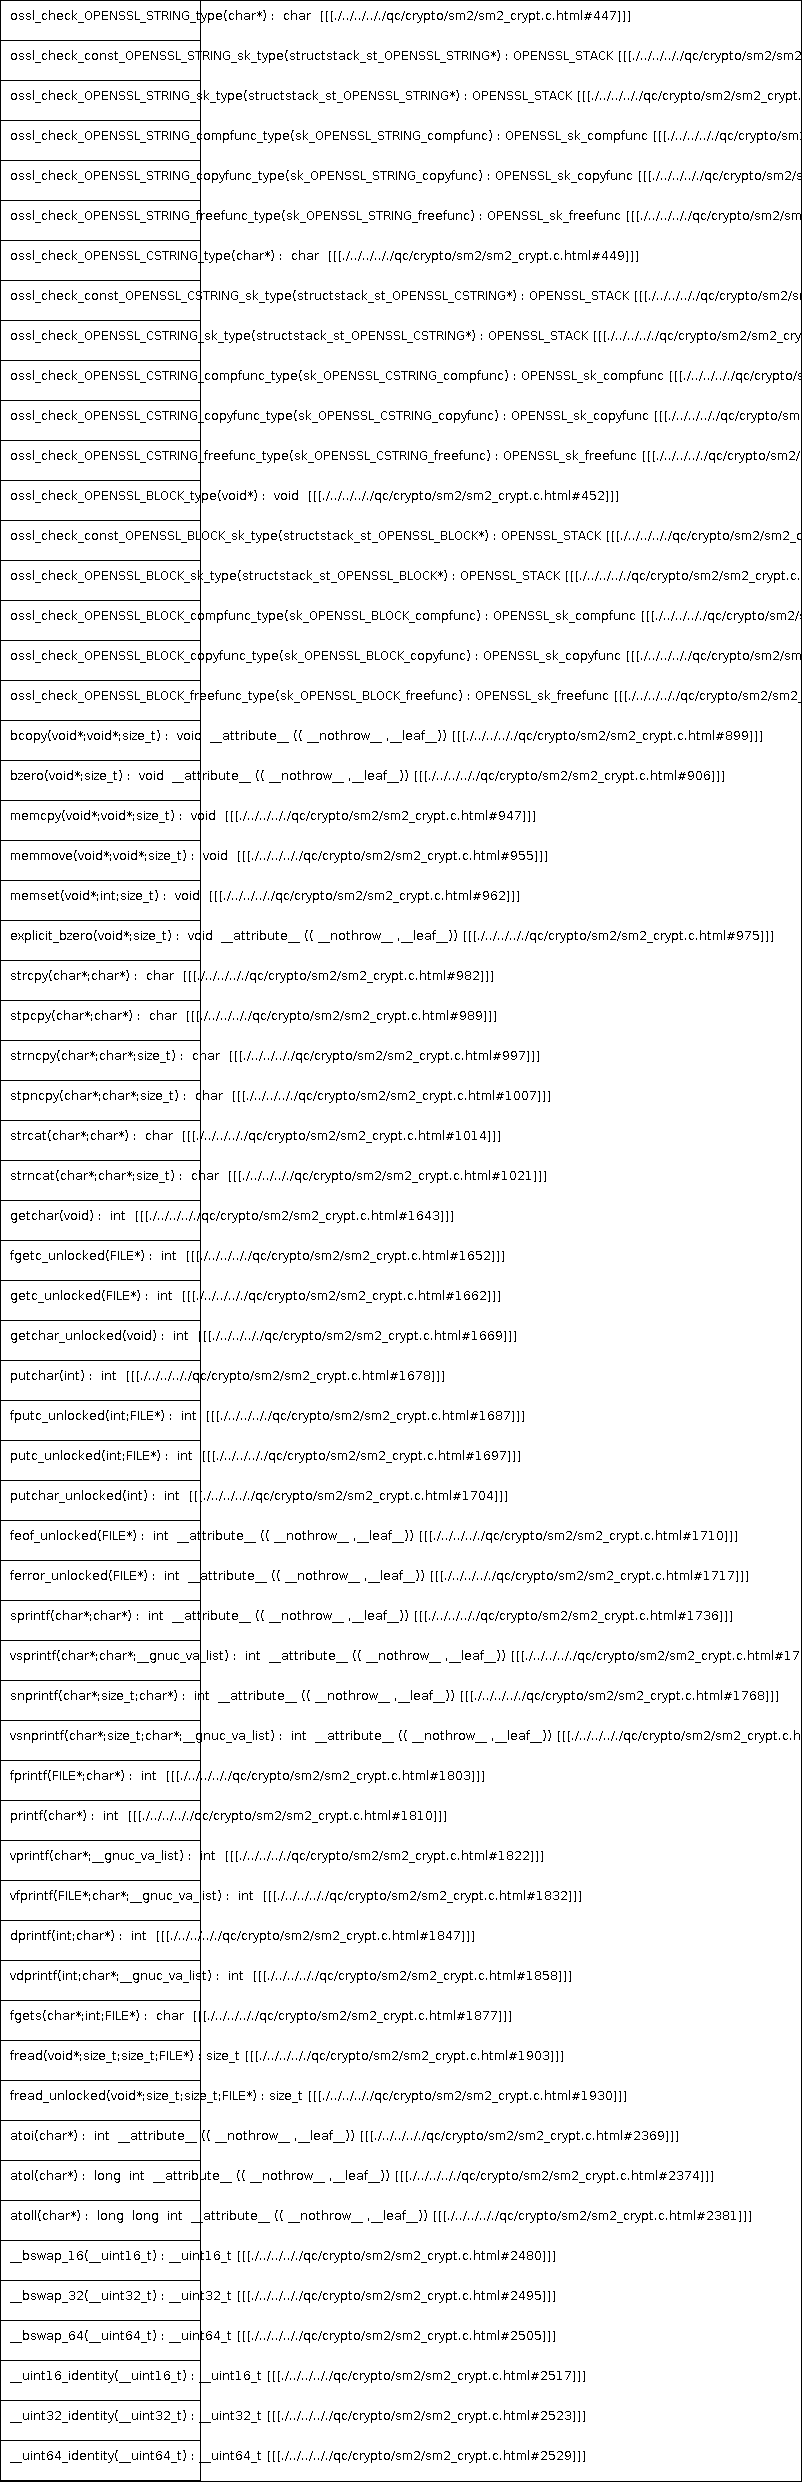 ossl_check_OPENSSL_STRING_type(char*) : char [[[./../../../qc/crypto/sm2/sm2_crypt.c.html#447]]]
ossl_check_const_OPENSSL_STRING_sk_type(structstack_st_OPENSSL_STRING*) : OPENSSL_STACK [[[./../../../qc/crypto/sm2/sm2
ossl_check_OPENSSL_STRING_sk_type(structstack_st_OPENSSL_STRING*) : OPENSSL_STACK [[[./../../../qc/crypto/sm2/sm2_crypt.
ossl_check_OPENSSL_STRING_compfunc_type(sk_OPENSSL_STRING_compfunc) : OPENSSL_sk_compfunc [[[./../../../qc/crypto/sm
ossl_check_OPENSSL_STRING_copyfunc_type(sk_OPENSSL_STRING_copyfunc) : OPENSSL_sk_copyfunc [[[./../../../qc/crypto/sm2/s
ossl_check_OPENSSL_STRING_freefunc_type(sk_OPENSSL_STRING_freefunc) : OPENSSL_sk_freefunc [[[./../../../qc/crypto/sm2/sm
ossl_check_OPENSSL_CSTRING_type(char*) : char [[[./../../../qc/crypto/sm2/sm2_crypt.c.html#449]]]
ossl_check_const_OPENSSL_CSTRING_sk_type(structstack_st_OPENSSL_CSTRING*) : OPENSSL_STACK [[[./../../../qc/crypto/sm2/s
ossl_check_OPENSSL_CSTRING_sk_type(structstack_st_OPENSSL_CSTRING*) : OPENSSL_STACK [[[./../../../qc/crypto/sm2/sm2_cry
ossl_check_OPENSSL_CSTRING_compfunc_type(sk_OPENSSL_CSTRING_compfunc) : OPENSSL_sk_compfunc [[[./../../../qc/crypto/s
ossl_check_OPENSSL_CSTRING_copyfunc_type(sk_OPENSSL_CSTRING_copyfunc) : OPENSSL_sk_copyfunc [[[./../../../qc/crypto/sm
ossl_check_OPENSSL_CSTRING_freefunc_type(sk_OPENSSL_CSTRING_freefunc) : OPENSSL_sk_freefunc [[[./../../../qc/crypto/sm2/
ossl_check_OPENSSL_BLOCK_type(void*) : void [[[./../../../qc/crypto/sm2/sm2_crypt.c.html#452]]]
ossl_check_const_OPENSSL_BLOCK_sk_type(structstack_st_OPENSSL_BLOCK*) : OPENSSL_STACK [[[./../../../qc/crypto/sm2/sm2_c
ossl_check_OPENSSL_BLOCK_sk_type(structstack_st_OPENSSL_BLOCK*) : OPENSSL_STACK [[[./../../../qc/crypto/sm2/sm2_crypt.c.
ossl_check_OPENSSL_BLOCK_compfunc_type(sk_OPENSSL_BLOCK_compfunc) : OPENSSL_sk_compfunc [[[./../../../qc/crypto/sm2/
ossl_check_OPENSSL_BLOCK_copyfunc_type(sk_OPENSSL_BLOCK_copyfunc) : OPENSSL_sk_copyfunc [[[./../../../qc/crypto/sm2/sm
ossl_check_OPENSSL_BLOCK_freefunc_type(sk_OPENSSL_BLOCK_freefunc) : OPENSSL_sk_freefunc [[[./../../../qc/crypto/sm2/sm2_
bcopy(void*;void*;size_t) : void __attribute__ (( __nothrow__ ,__leaf__)) [[[./../../../qc/crypto/sm2/sm2_crypt.c.html#899]]]
bzero(void*;size_t) : void __attribute__ (( __nothrow__ ,__leaf__)) [[[./../../../qc/crypto/sm2/sm2_crypt.c.html#906]]]
memcpy(void*;void*;size_t) : void [[[./../../../qc/crypto/sm2/sm2_crypt.c.html#947]]]
memmove(void*;void*;size_t) : void [[[./../../../qc/crypto/sm2/sm2_crypt.c.html#955]]]
memset(void*;int;size_t) : void [[[./../../../qc/crypto/sm2/sm2_crypt.c.html#962]]]
explicit_bzero(void*;size_t) : void __attribute__ (( __nothrow__ ,__leaf__)) [[[./../../../qc/crypto/sm2/sm2_crypt.c.html#975]]]
strcpy(char*;char*) : char [[[./../../../qc/crypto/sm2/sm2_crypt.c.html#982]]]
stpcpy(char*;char*) : char [[[./../../../qc/crypto/sm2/sm2_crypt.c.html#989]]]
strncpy(char*;char*;size_t) : char [[[./../../../qc/crypto/sm2/sm2_crypt.c.html#997]]]
stpncpy(char*;char*;size_t) : char [[[./../../../qc/crypto/sm2/sm2_crypt.c.html#1007]]]
strcat(char*;char*) : char [[[./../../../qc/crypto/sm2/sm2_crypt.c.html#1014]]]
strncat(char*;char*;size_t) : char [[[./../../../qc/crypto/sm2/sm2_crypt.c.html#1021]]]
getchar(void) : int [[[./../../../qc/crypto/sm2/sm2_crypt.c.html#1643]]]
fgetc_unlocked(FILE*) : int [[[./../../../qc/crypto/sm2/sm2_crypt.c.html#1652]]]
getc_unlocked(FILE*) : int [[[./../../../qc/crypto/sm2/sm2_crypt.c.html#1662]]]
getchar_unlocked(void) : int [[[./../../../qc/crypto/sm2/sm2_crypt.c.html#1669]]]
putchar(int) : int [[[./../../../qc/crypto/sm2/sm2_crypt.c.html#1678]]]
fputc_unlocked(int;FILE*) : int [[[./../../../qc/crypto/sm2/sm2_crypt.c.html#1687]]]
putc_unlocked(int;FILE*) : int [[[./../../../qc/crypto/sm2/sm2_crypt.c.html#1697]]]
putchar_unlocked(int) : int [[[./../../../qc/crypto/sm2/sm2_crypt.c.html#1704]]]
feof_unlocked(FILE*) : int __attribute__ (( __nothrow__ ,__leaf__)) [[[./../../../qc/crypto/sm2/sm2_crypt.c.html#1710]]]
ferror_unlocked(FILE*) : int __attribute__ (( __nothrow__ ,__leaf__)) [[[./../../../qc/crypto/sm2/sm2_crypt.c.html#1717]]]
sprintf(char*;char*) : int __attribute__ (( __nothrow__ ,__leaf__)) [[[./../../../qc/crypto/sm2/sm2_crypt.c.html#1736]]]
vsprintf(char*;char*;__gnuc_va_list) : int __attribute__ (( __nothrow__ ,__leaf__)) [[[./../../../qc/crypto/sm2/sm2_crypt.c.html#17
snprintf(char*;size_t;char*) : int __attribute__ (( __nothrow__ ,__leaf__)) [[[./../../../qc/crypto/sm2/sm2_crypt.c.html#1768]]]
vsnprintf(char*;size_t;char*;__gnuc_va_list) : int __attribute__ (( __nothrow__ ,__leaf__)) [[[./../../../qc/crypto/sm2/sm2_crypt.c.h
fprintf(FILE*;char*) : int [[[./../../../qc/crypto/sm2/sm2_crypt.c.html#1803]]]
printf(char*) : int [[[./../../../qc/crypto/sm2/sm2_crypt.c.html#1810]]]
vprintf(char*;__gnuc_va_list) : int [[[./../../../qc/crypto/sm2/sm2_crypt.c.html#1822]]]
vfprintf(FILE*;char*;__gnuc_va_list) : int [[[./../../../qc/crypto/sm2/sm2_crypt.c.html#1832]]]
dprintf(int;char*) : int [[[./../../../qc/crypto/sm2/sm2_crypt.c.html#1847]]]
vdprintf(int;char*;__gnuc_va_list) : int [[[./../../../qc/crypto/sm2/sm2_crypt.c.html#1858]]]
fgets(char*;int;FILE*) : char [[[./../../../qc/crypto/sm2/sm2_crypt.c.html#1877]]]
fread(void*;size_t;size_t;FILE*) : size_t [[[./../../../qc/crypto/sm2/sm2_crypt.c.html#1903]]]
fread_unlocked(void*;size_t;size_t;FILE*) : size_t [[[./../../../qc/crypto/sm2/sm2_crypt.c.html#1930]]]
atoi(char*) : int __attribute__ (( __nothrow__ ,__leaf__)) [[[./../../../qc/crypto/sm2/sm2_crypt.c.html#2369]]]
atol(char*) : long int __attribute__ (( __nothrow__ ,__leaf__)) [[[./../../../qc/crypto/sm2/sm2_crypt.c.html#2374]]]
atoll(char*) : long long int __attribute__ (( __nothrow__ ,__leaf__)) [[[./../../../qc/crypto/sm2/sm2_crypt.c.html#2381]]]
__bswap_16(__uint16_t) : __uint16_t [[[./../../../qc/crypto/sm2/sm2_crypt.c.html#2480]]]
__bswap_32(__uint32_t) : __uint32_t [[[./../../../qc/crypto/sm2/sm2_crypt.c.html#2495]]]
__bswap_64(__uint64_t) : __uint64_t [[[./../../../qc/crypto/sm2/sm2_crypt.c.html#2505]]]
__uint16_identity(__uint16_t) : __uint16_t [[[./../../../qc/crypto/sm2/sm2_crypt.c.html#2517]]]
__uint32_identity(__uint32_t) : __uint32_t [[[./../../../qc/crypto/sm2/sm2_crypt.c.html#2523]]]
__uint64_identity(__uint64_t) : __uint64_t [[[./../../../qc/crypto/sm2/sm2_crypt.c.html#2529]]]